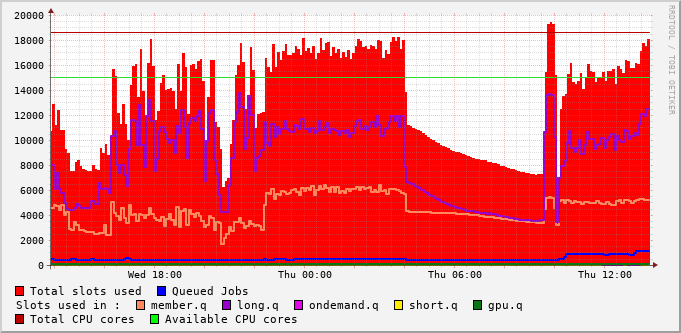 20000
18000
16000
14000
12000
10000
8000
6000
4000
2000
0
Wed 18:00 Thu 00:00 Thu 06:00 Thu 12:00
RRDTOOL / TOBI OETIKER
Total slots used Queued Jobs
Slots used in : member.q long.q ondemand.q short.q gpu.q
Total CPU cores Available CPU cores